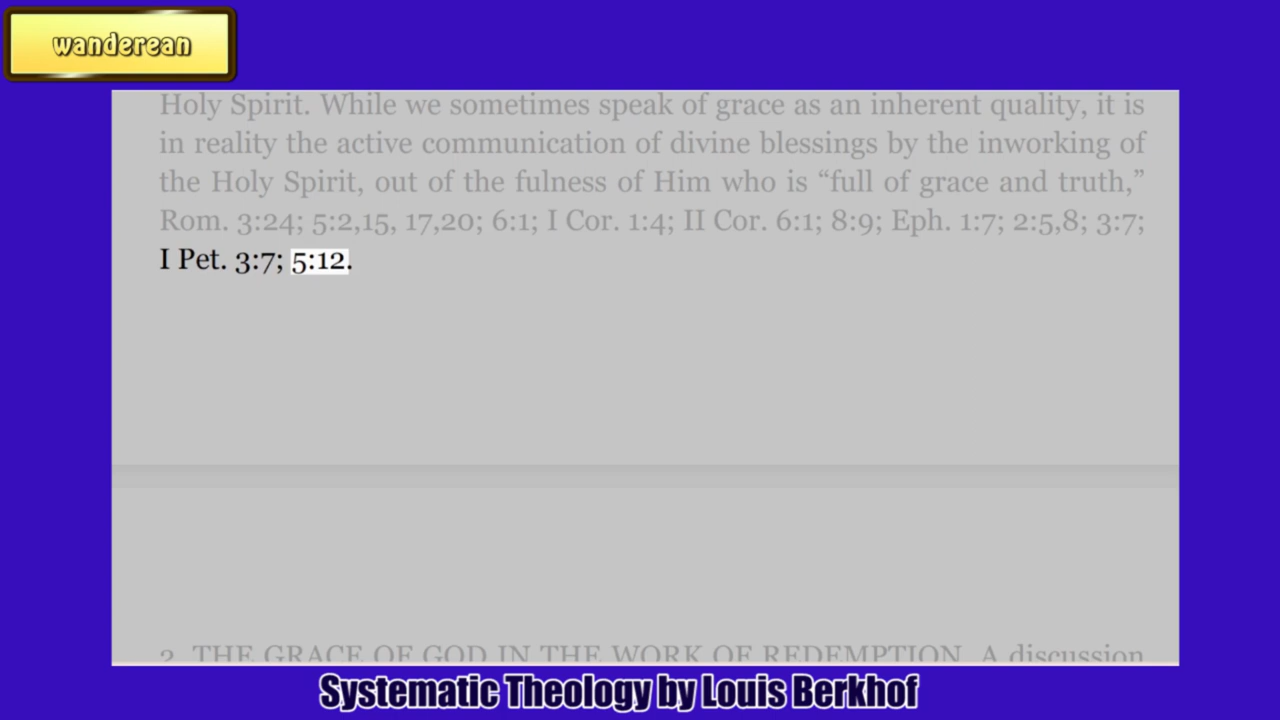 wanderean
Holy Spirit. While we sometimes speak of grace as an inherent quality, it is
in reality the active communication of divine blessings by the inworking of
the Holy Spirit, out of the fulness of Him who is “full of grace and truth,”
Rom. 3:24; 5:2,15, 17,20; 6:1; I Cor. 1:4; II Cor. 6:1; 8:9; Eph. 1:7; 2:5,8; 3:7;
I Pet. 3:7; 5:12.
2. THE GRACE OF GOD IN THE WORK OF REDEMPTION. A discussion
Systematic Theology by Louis Berkhof